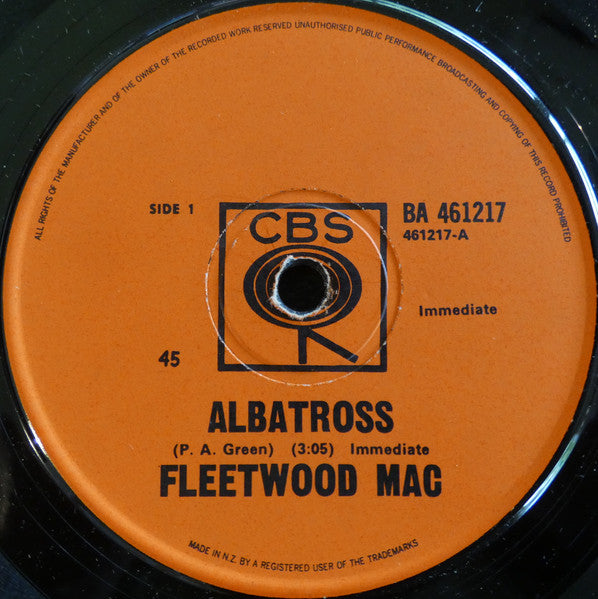 ALL RIGHTS OF THE MANUFACTURER AND OF THE OWNER OF THE RECORDED WORK RESERVED UNAUTHORISED PUBLIC PERFORMANCE BROADCASTING AND COPYING OF THIS RECORD PROHIBITED
SIDE 1
CBS
BA 461217
461217-A
Immediate
45
ALBATROSS
(P. A. Green) (3:05) Immediate
FLEETWOOD MAC
MADE IN N.Z. BY A REGISTERED USER OF THE TRADEMARKS